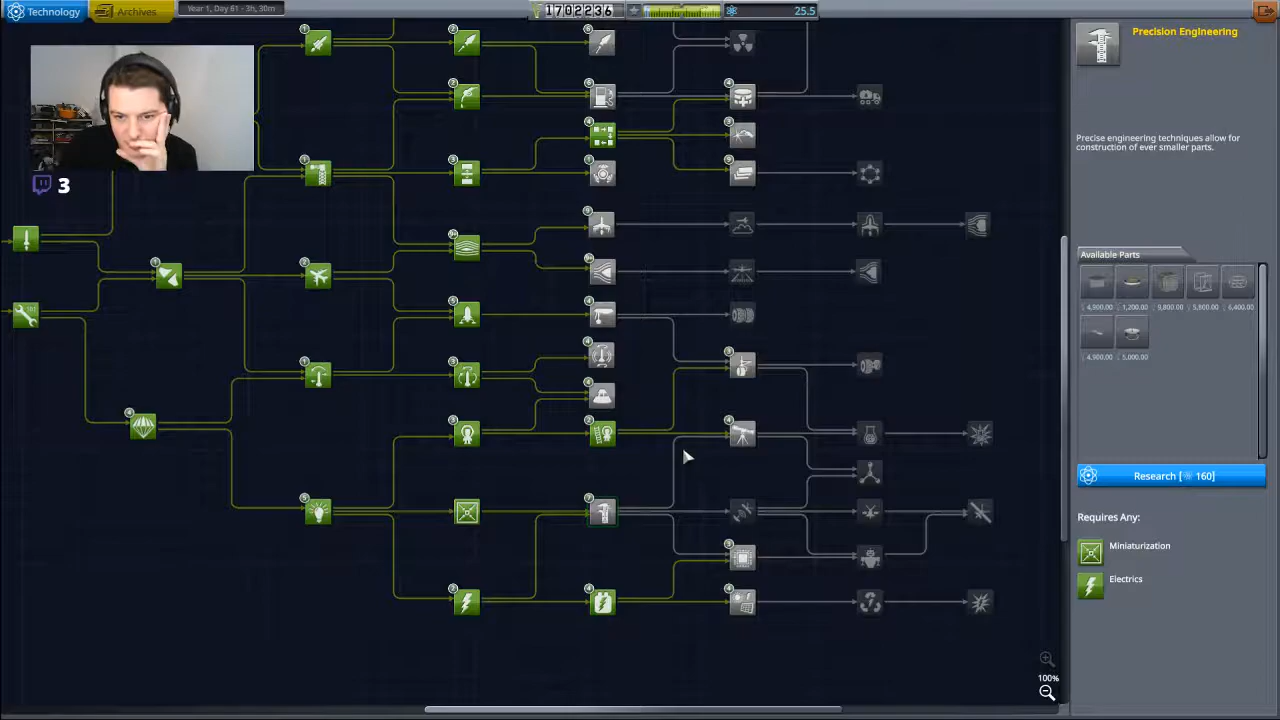 Technology
Archives
Year 1, Day 61 - 3h, 30m
1702236
25.5
Precision Engineering
Precise engineering techniques allow for
construction of ever smaller parts.
3
Available Parts
4,900.00
1,200.00
9,800.00
5,800.00
6,400.00
4,900.00
5,000.00
Research [ 160]
Requires Any:
Miniaturization
Electrics
100%